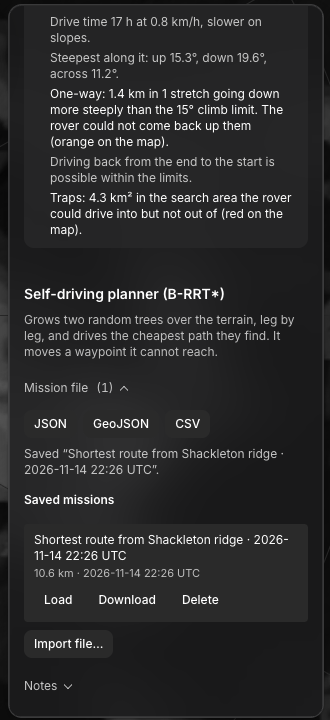 Drive time 17 h at 0.8 km/h, slower on
slopes.
Steepest along it: up 15.3°, down 19.6°,
across 11.2°.
One-way: 1.4 km in 1 stretch going down
more steeply than the 15° climb limit. The
rover could not come back up them
(orange on the map).
Driving back from the end to the start is
possible within the limits.
Traps: 4.3 km² in the search area the rover
could drive into but not out of (red on the
map).
Self-driving planner (B-RRT*)
Grows two random trees over the terrain, leg by
leg, and drives the cheapest path they find. It
moves a waypoint it cannot reach.
Mission file (1)
JSON GeoJSON CSV
Saved “Shortest route from Shackleton ridge ·
2026-11-14 22:26 UTC”.
Saved missions
Shortest route from Shackleton ridge · 2026-
11-14 22:26 UTC
10.6 km · 2026-11-14 22:26 UTC
Load Download Delete
Import file...
Notes